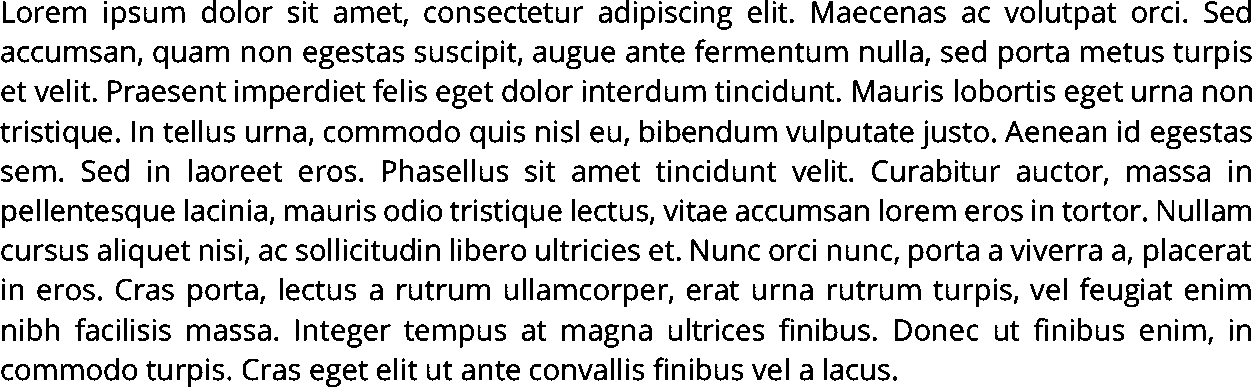 Lorem ipsum dolor sit amet, consectetur adipiscing elit. Maecenas ac volutpat orci. Sed
accumsan, quam non egestas suscipit, augue ante fermentum nulla, sed porta metus turpis
et velit. Praesent imperdiet felis eget dolor interdum tincidunt. Mauris lobortis eget urna non
tristique. In tellus urna, commodo quis nisl eu, bibendum vulputate justo. Aenean id egestas
sem. Sed in laoreet eros. Phasellus sit amet tincidunt velit. Curabitur auctor, massa in
pellentesque lacinia, mauris odio tristique lectus, vitae accumsan lorem eros in tortor. Nullam
cursus aliquet nisi, ac sollicitudin libero ultricies et. Nunc orci nunc, porta a viverra a, placerat
in eros. Cras porta, lectus a rutrum ullamcorper, erat urna rutrum turpis, vel feugiat enim
nibh facilisis massa. Integer tempus at magna ultrices finibus. Donec ut finibus enim, in
commodo turpis. Cras eget elit ut ante convallis finibus vel a lacus.